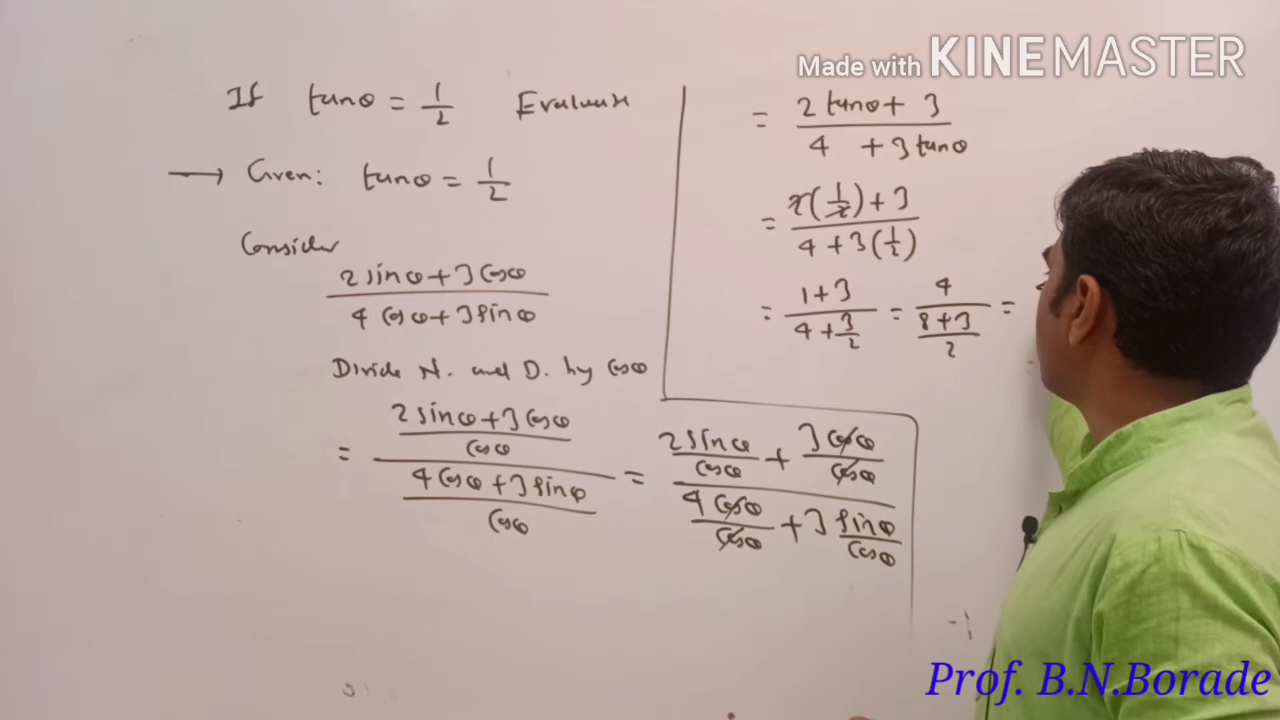 If tanθ = 1/2 Evaluate
→ Given: tanθ = 1/2
Consider
2 sinθ + 3 cosθ / 4 cosθ + 3 sinθ
Divide N. and D. by cosθ
= (2 sinθ + 3 cosθ / cosθ) / (4 cosθ + 3 sinθ / cosθ) = (2 sinθ / cosθ + 3 cosθ / cosθ) / (4 cosθ / cosθ + 3 sinθ / cosθ)
= 2 tanθ + 3 / 4 + 3 tanθ
= 2(1/2) + 3 / 4 + 3(1/2)
= 1 + 3 / 4 + 3/2 = 4 / (8 + 3 / 2) =
Made with KINEMASTER
Prof. B.N.Borade